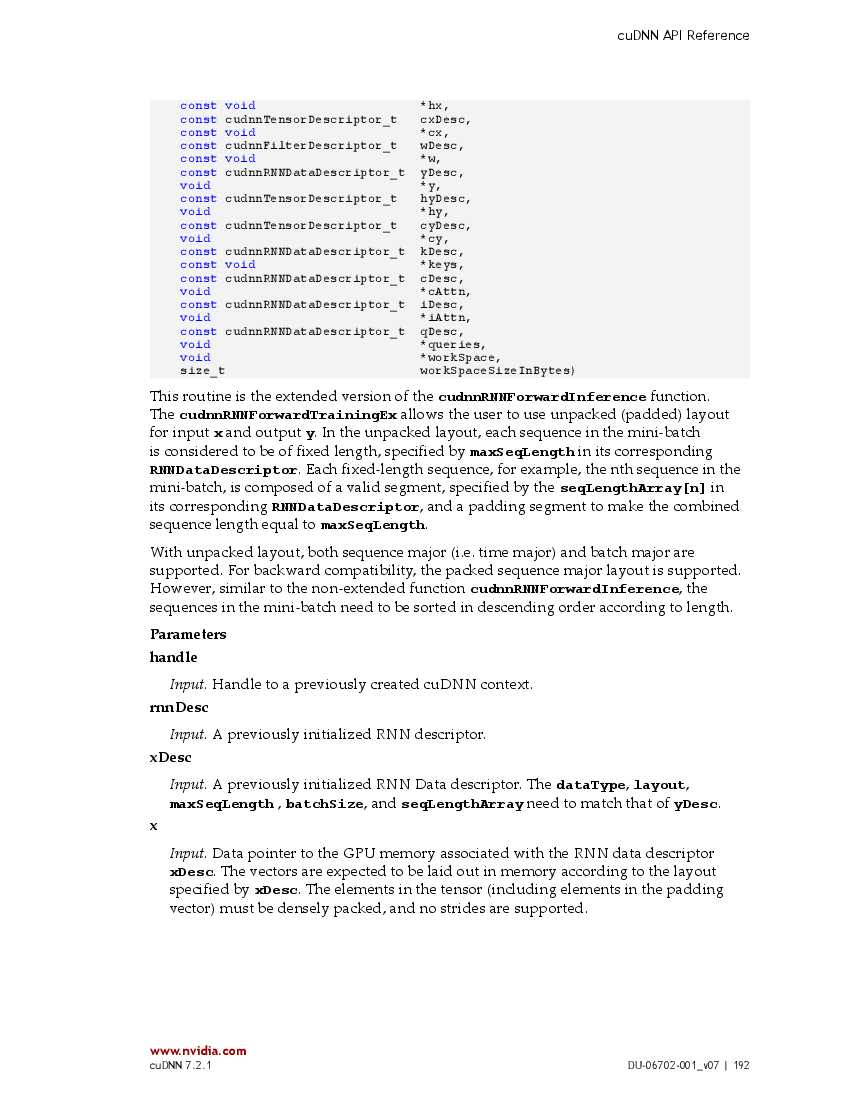 cuDNN API Reference
const void *hx,
const cudnnTensorDescriptor_t cxDesc,
const void *cx,
const cudnnFilterDescriptor_t wDesc,
const void *w,
const cudnnRNNDataDescriptor_t yDesc,
void *y,
const cudnnTensorDescriptor_t hyDesc,
void *hy,
const cudnnTensorDescriptor_t cyDesc,
void *cy,
const cudnnRNNDataDescriptor_t kDesc,
const void *keys,
const cudnnRNNDataDescriptor_t cDesc,
void *cAttn,
const cudnnRNNDataDescriptor_t iDesc,
void *iAttn,
const cudnnRNNDataDescriptor_t qDesc,
void *queries,
void *workSpace,
size_t workSpaceSizeInBytes)
This routine is the extended version of the cudnnRNNForwardInference function.
The cudnnRNNForwardTrainingEx allows the user to use unpacked (padded) layout
for input x and output y. In the unpacked layout, each sequence in the mini-batch
is considered to be of fixed length, specified by maxSeqLength in its corresponding
RNNDataDescriptor. Each fixed-length sequence, for example, the nth sequence in the
mini-batch, is composed of a valid segment, specified by the seqLengthArray[n] in
its corresponding RNNDataDescriptor, and a padding segment to make the combined
sequence length equal to maxSeqLength.
With unpacked layout, both sequence major (i.e. time major) and batch major are
supported. For backward compatibility, the packed sequence major layout is supported.
However, similar to the non-extended function cudnnRNNForwardInference, the
sequences in the mini-batch need to be sorted in descending order according to length.
Parameters
handle
Input. Handle to a previously created cuDNN context.
rnnDesc
Input. A previously initialized RNN descriptor.
xDesc
Input. A previously initialized RNN Data descriptor. The dataType, layout,
maxSeqLength , batchSize, and seqLengthArray need to match that of yDesc.
x
Input. Data pointer to the GPU memory associated with the RNN data descriptor
xDesc. The vectors are expected to be laid out in memory according to the layout
specified by xDesc. The elements in the tensor (including elements in the padding
vector) must be densely packed, and no strides are supported.
www.nvidia.com
cuDNN 7.2.1 DU-06702-001_v07 | 192